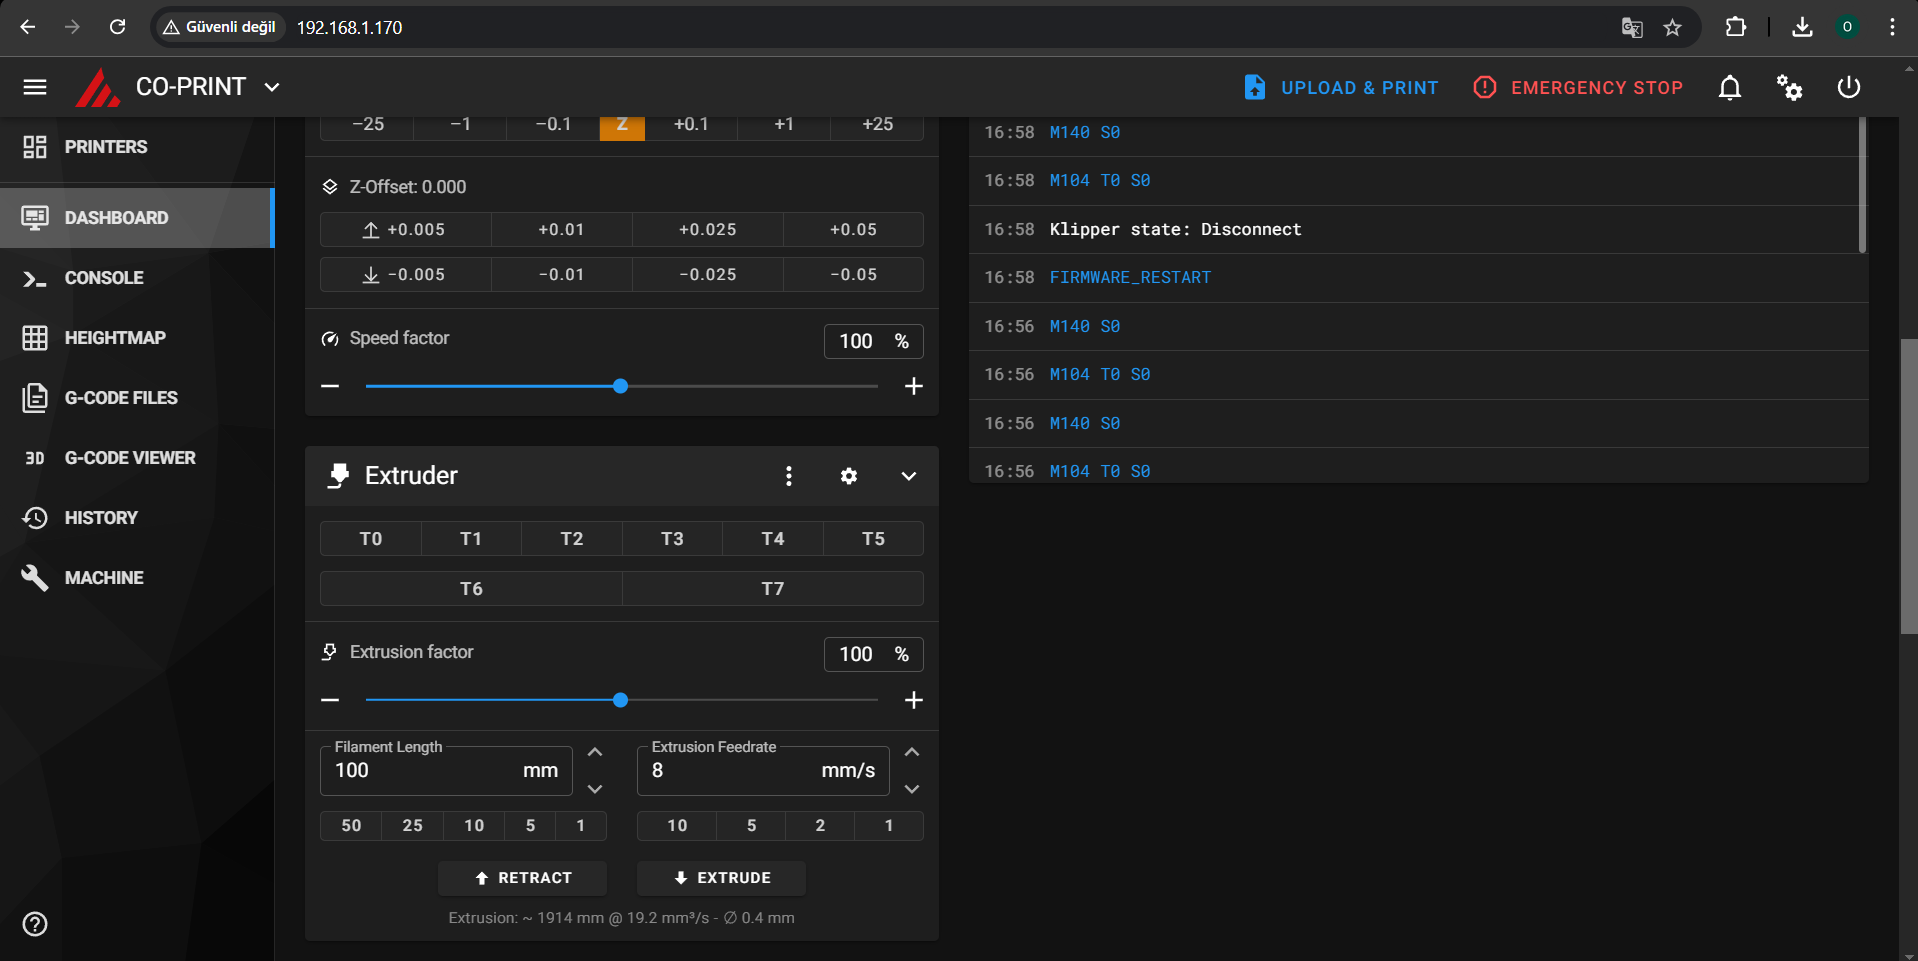 Güvenli değil
192.168.1.170
O
CO-PRINT
UPLOAD & PRINT
EMERGENCY STOP
PRINTERS
DASHBOARD
CONSOLE
HEIGHTMAP
G-CODE FILES
3D
G-CODE VIEWER
HISTORY
MACHINE
−25
−1
−0.1
Z
+0.1
+1
+25
Z-Offset: 0.000
+0.005
+0.01
+0.025
+0.05
−0.005
−0.01
−0.025
−0.05
Speed factor
100 %
Extruder
T0
T1
T2
T3
T4
T5
T6
T7
Extrusion factor
100 %
Filament Length
100 mm
Extrusion Feedrate
8 mm/s
50
25
10
5
1
10
5
2
1
RETRACT
EXTRUDE
Extrusion: ~ 1914 mm @ 19.2 mm³/s - ∅ 0.4 mm
16:58 M140 S0
16:58 M104 T0 S0
16:58 Klipper state: Disconnect
16:58 FIRMWARE_RESTART
16:56 M140 S0
16:56 M104 T0 S0
16:56 M140 S0
16:56 M104 T0 S0